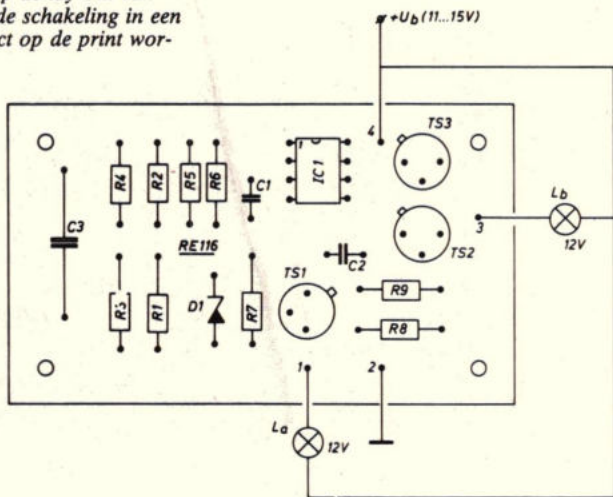 de schakeling in een
ct op de print wor-
+Ub (11...15V)
4
TS3
1
IC1
R4
R2
R5
R6
C1
Lb
12V
3
C3
RE116
C2
TS2
TS1
R3
R1
D1
R7
R9
R8
1
2
La
12V